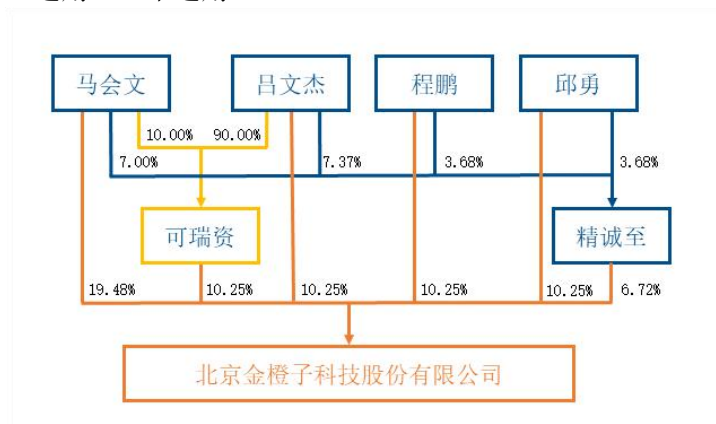 马会文 吕文杰 程鹏 邱勇
10.00% 90.00%
7.00% 7.37% 3.68% 3.68%
可瑞资 精诚至
19.48% 10.25% 10.25% 10.25% 10.25% 6.72%
北京金橙子科技股份有限公司